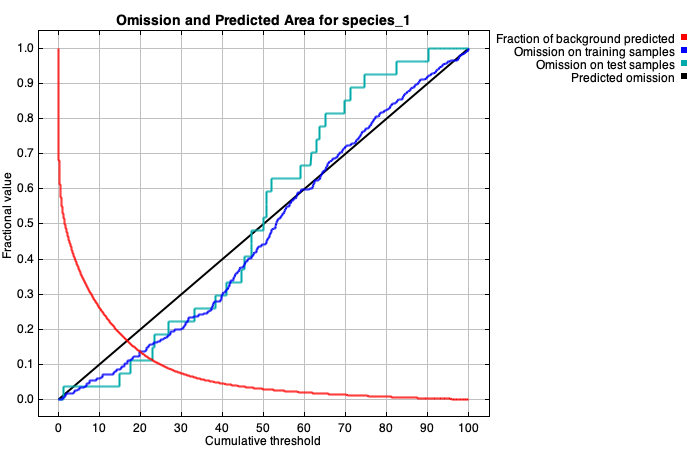 Omission and Predicted Area for species_1
Fraction of background predicted
Omission on training samples
Omission on test samples
Predicted omission
Fractional value
1.0
0.9
0.8
0.7
0.6
0.5
0.4
0.3
0.2
0.1
0.0
0 10 20 30 40 50 60 70 80 90 100
Cumulative threshold